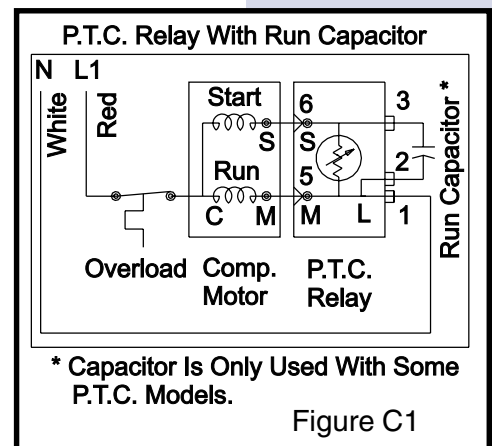 P.T.C. Relay With Run Capacitor
N L1
White
Red
Start
Run
S
C M
6
S
5
M L
3
2
1
Run Capacitor *
Overload
Comp.
Motor
P.T.C.
Relay
* Capacitor Is Only Used With Some
P.T.C. Models.
Figure C1